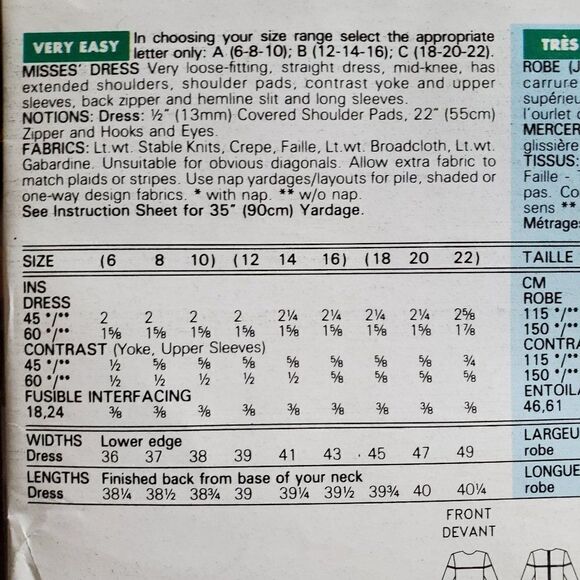 VERY EASY
In choosing your size range select the appropriate
letter only: A (6-8-10); B (12-14-16); C (18-20-22).
MISSES' DRESS Very loose-fitting, straight dress, mid-knee, has
extended shoulders, shoulder pads, contrast yoke and upper
sleeves, back zipper and hemline slit and long sleeves.
NOTIONS: Dress: ½" (13mm) Covered Shoulder Pads, 22" (55cm)
Zipper and Hooks and Eyes.
FABRICS: Lt.wt. Stable Knits, Crepe, Faille, Lt.wt. Broadcloth, Lt.wt.
Gabardine. Unsuitable for obvious diagonals. Allow extra fabric to
match plaids or stripes. Use nap yardages/layouts for pile, shaded or
one-way design fabrics. * with nap. ** w/o nap.
See Instruction Sheet for 35" (90cm) Yardage.
SIZE (6 8 10) (12 14 16) (18 20 22)
INS
DRESS
45 */** 2 2 2 2 2¼ 2¼ 2¼ 2¼ 2⅝
60 */** 1⅝ 1⅝ 1⅝ 1⅝ 1⅝ 1⅝ 1⅝ 1⅝ 1⅞
CONTRAST (Yoke, Upper Sleeves)
45 */** ½ ⅝ ⅝ ⅝ ⅝ ⅝ ⅝ ⅝ ¾
60 */** ½ ½ ½ ½ ½ ⅝ ⅝ ⅝ ⅝
FUSIBLE INTERFACING
18,24 ⅜ ⅜ ⅜ ⅜ ⅜ ⅜ ⅜ ⅜ ⅜
WIDTHS Lower edge
Dress 36 37 38 39 41 43 45 47 49
LENGTHS Finished back from base of your neck
Dress 38¼ 38½ 38¾ 39 39¼ 39½ 39¾ 40 40¼
FRONT
DEVANT
TRÈS
ROBE (J
carrure
supérieu
l'ourlet
MERCER
glissière
TISSUS:
Faille - T
pas. Co
sens **
Métrages
TAILLE
CM
ROBE
115 */**
150 */**
CONTRA
115 */**
150 */**
ENTOIL
46,61
LARGEU
robe
LONGUE
robe